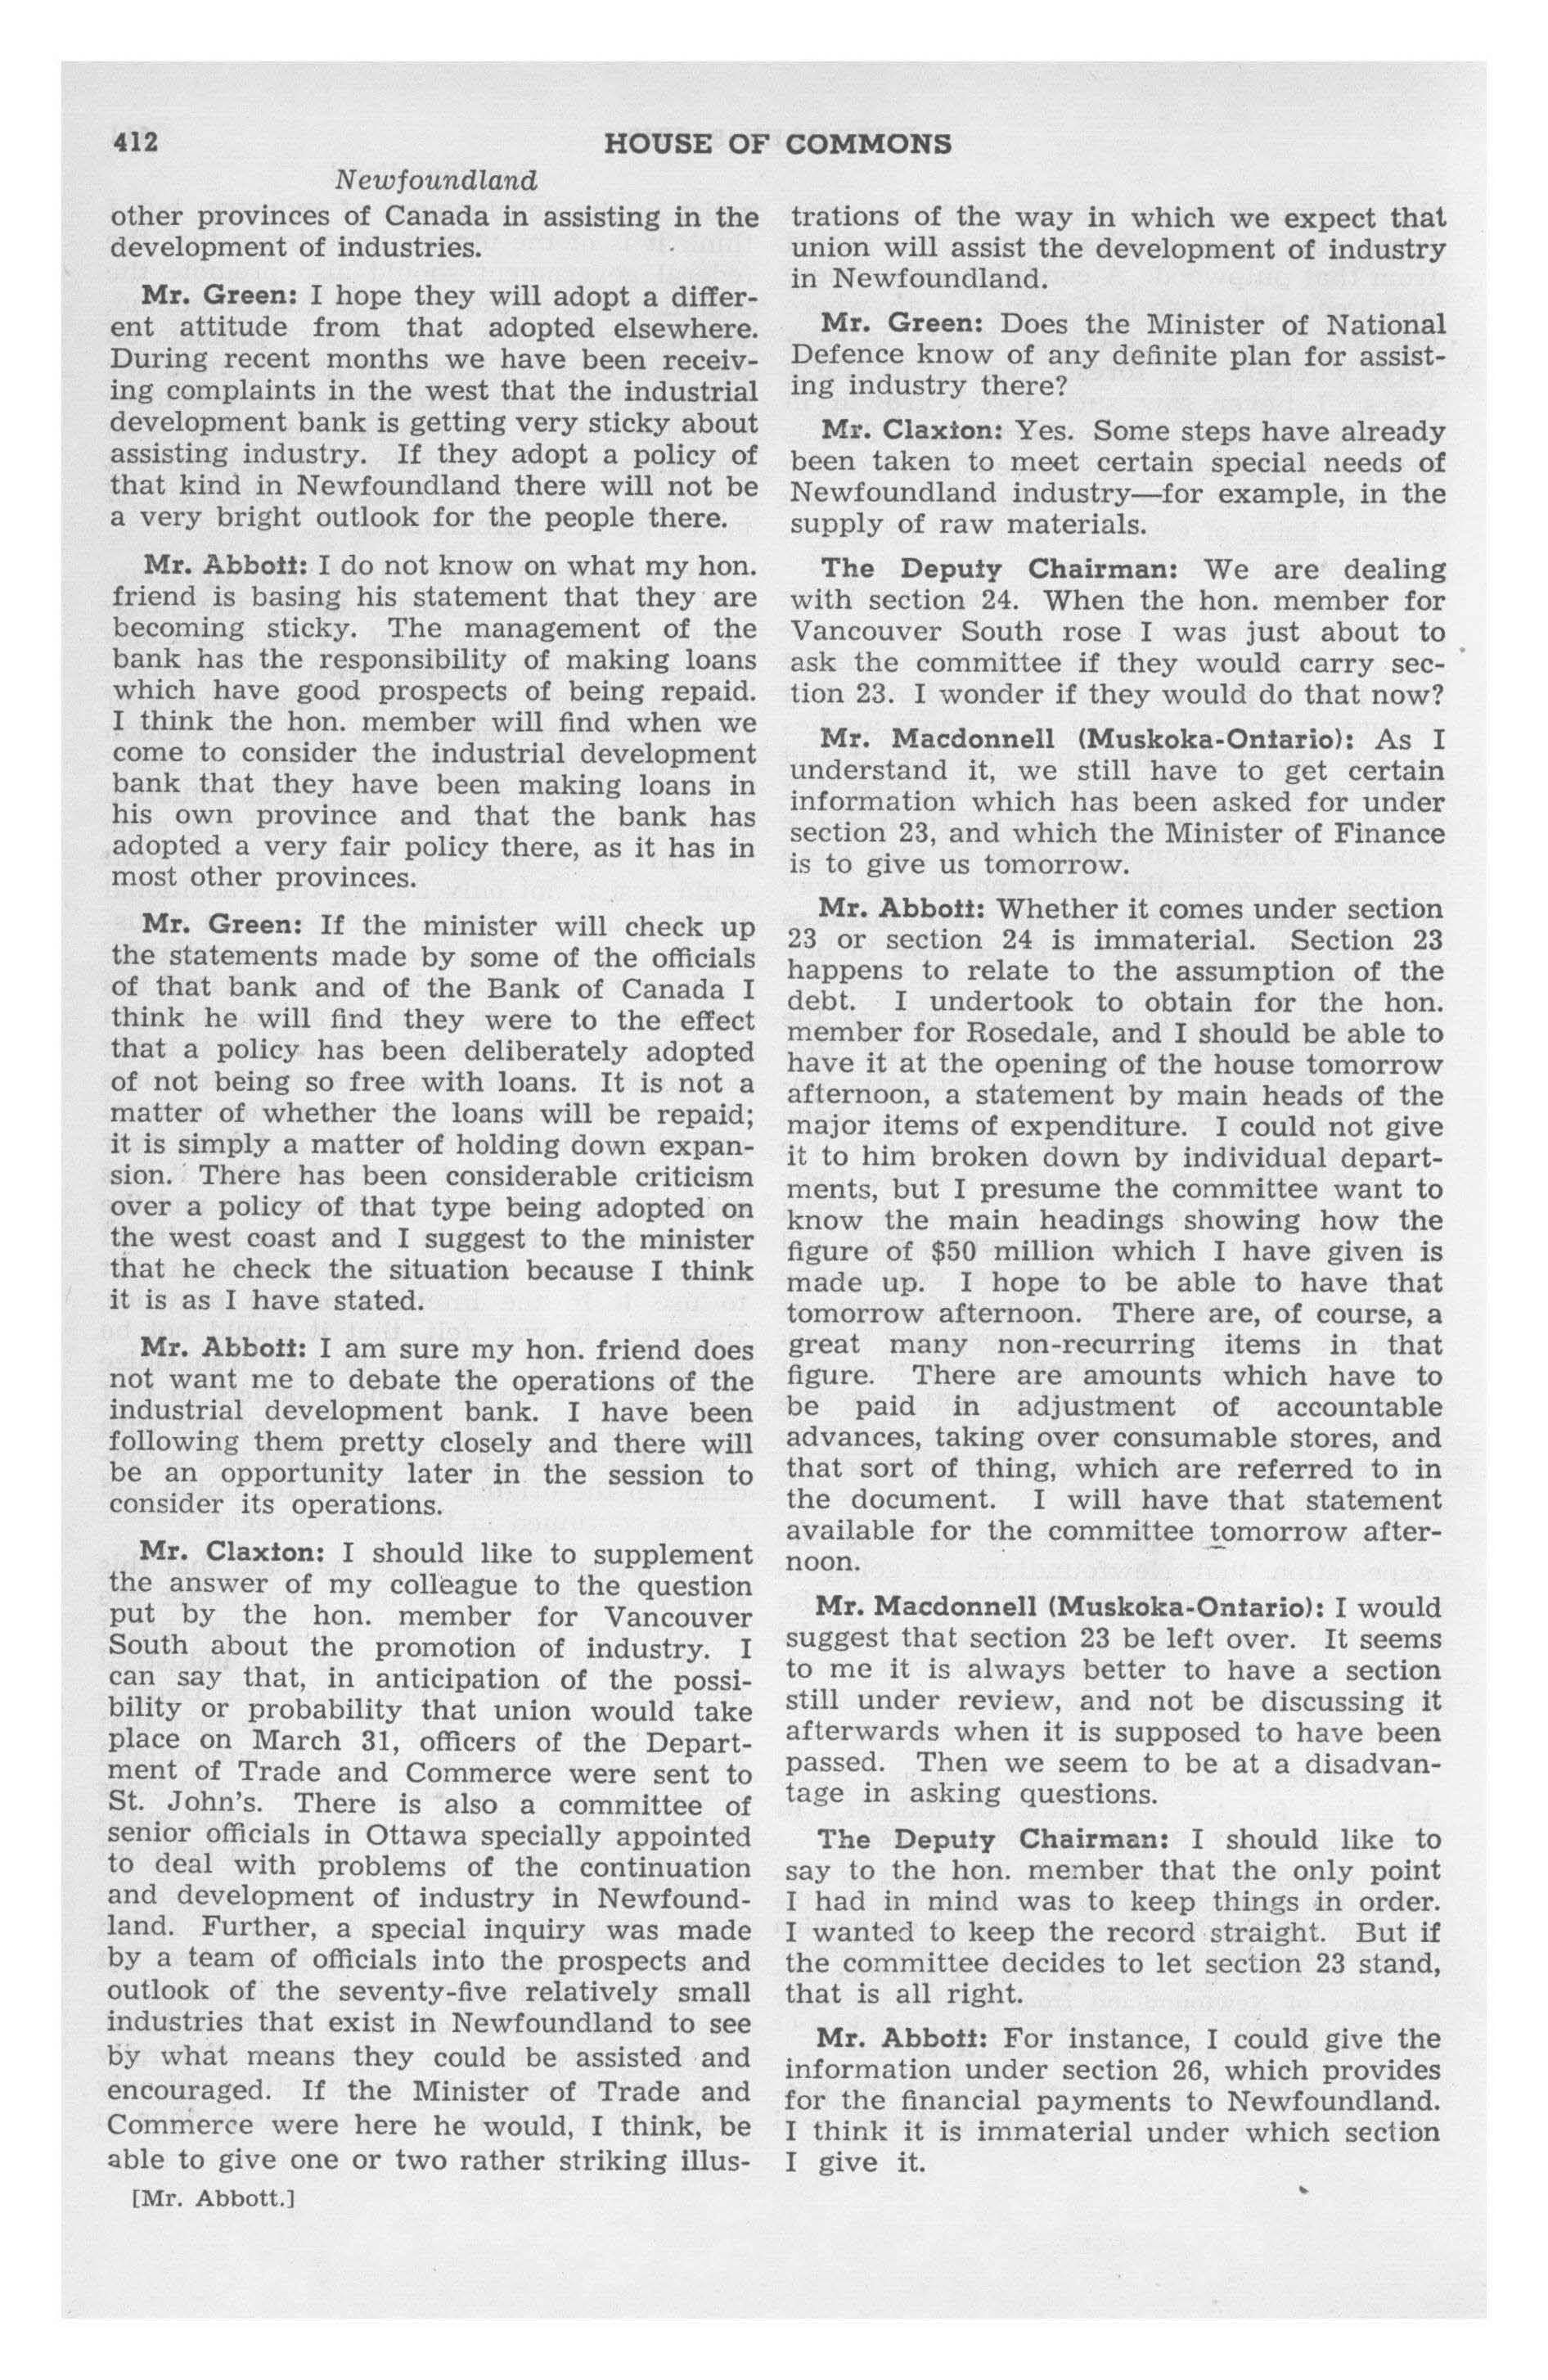 412
HOUSE OF COMMONS
Newfoundland
other provinces of Canada in assisting in the
development of industries.
Mr. Green: I hope they will adopt a differ-
ent attitude from that adopted elsewhere.
During recent months we have been receiv-
ing complaints in the west that the industrial
development bank is getting very sticky about
assisting industry. If they adopt a policy of
that kind in Newfoundland there will not be
a very bright outlook for the people there.
Mr. Abbott: I do not know on what my hon.
friend is basing his statement that they are
becoming sticky. The management of the
bank has the responsibility of making loans
which have good prospects of being repaid.
I think the hon. member will find when we
come to consider the industrial development
bank that they have been making loans in
his own province and that the bank has
adopted a very fair policy there, as it has in
most other provinces.
Mr. Green: If the minister will check up
the statements made by some of the officials
of that bank and of the Bank of Canada I
think he will find they were to the effect
that a policy has been deliberately adopted
of not being so free with loans. It is not a
matter of whether the loans will be repaid;
it is simply a matter of holding down expan-
sion. There has been considerable criticism
over a policy of that type being adopted on
the west coast and I suggest to the minister
that he check the situation because I think
it is as I have stated.
Mr. Abbott: I am sure my hon. friend does
not want me to debate the operations of the
industrial development bank. I have been
following them pretty closely and there will
be an opportunity later in the session to
consider its operations.
Mr. Claxton: I should like to supplement
the answer of my colleague to the question
put by the hon. member for Vancouver
South about the promotion of industry. I
can say that, in anticipation of the possi-
bility or probability that union would take
place on March 31, officers of the Depart-
ment of Trade and Commerce were sent to
St. John's. There is also a committee of
senior officials in Ottawa specially appointed
to deal with problems of the continuation
and development of industry in Newfound-
land. Further, a special inquiry was made
by a team of officials into the prospects and
outlook of the seventy-five relatively small
industries that exist in Newfoundland to see
by what means they could be assisted and
encouraged. If the Minister of Trade and
Commerce were here he would, I think, be
able to give one or two rather striking illus-
[Mr. Abbott.]
trations of the way in which we expect that
union will assist the development of industry
in Newfoundland.
Mr. Green: Does the Minister of National
Defence know of any definite plan for assist-
ing industry there?
Mr. Claxton: Yes. Some steps have already
been taken to meet certain special needs of
Newfoundland industry—for example, in the
supply of raw materials.
The Deputy Chairman: We are dealing
with section 24. When the hon. member for
Vancouver South rose I was just about to
ask the committee if they would carry sec-
tion 23. I wonder if they would do that now?
Mr. Macdonnell (Muskoka-Ontario): As I
understand it, we still have to get certain
information which has been asked for under
section 23, and which the Minister of Finance
is to give us tomorrow.
Mr. Abbott: Whether it comes under section
23 or section 24 is immaterial. Section 23
happens to relate to the assumption of the
debt. I undertook to obtain for the hon.
member for Rosedale, and I should be able to
have it at the opening of the house tomorrow
afternoon, a statement by main heads of the
major items of expenditure. I could not give
it to him broken down by individual depart-
ments, but I presume the committee want to
know the main headings showing how the
figure of $50 million which I have given is
made up. I hope to be able to have that
tomorrow afternoon. There are, of course, a
great many non-recurring items in that
figure. There are amounts which have to
be paid in adjustment of accountable
advances, taking over consumable stores, and
that sort of thing, which are referred to in
the document. I will have that statement
available for the committee tomorrow after-
noon.
Mr. Macdonnell (Muskoka-Ontario): I would
suggest that section 23 be left over. It seems
to me it is always better to have a section
still under review, and not be discussing it
afterwards when it is supposed to have been
passed. Then we seem to be at a disadvan-
tage in asking questions.
The Deputy Chairman: I should like to
say to the hon. member that the only point
I had in mind was to keep things in order.
I wanted to keep the record straight. But if
the committee decides to let section 23 stand,
that is all right.
Mr. Abbott: For instance, I could give the
information under section 26, which provides
for the financial payments to Newfoundland.
I think it is immaterial under which section
I give it.